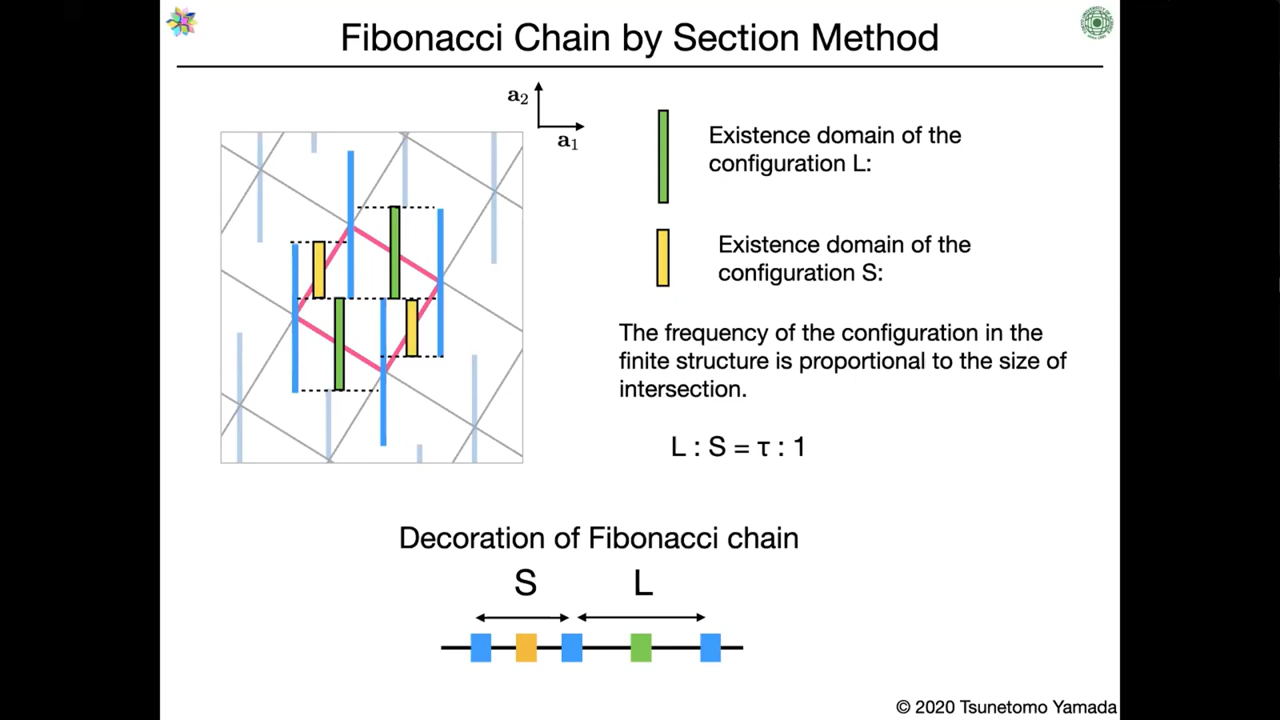 Fibonacci Chain by Section Method
a2
a1
Existence domain of the
configuration L:
Existence domain of the
configuration S:
The frequency of the configuration in the
finite structure is proportional to the size of
intersection.
L : S = τ : 1
Decoration of Fibonacci chain
S L
© 2020 Tsunetomo Yamada